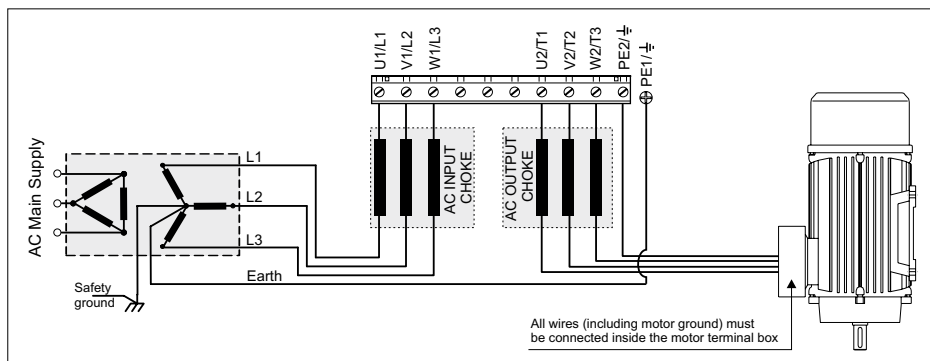 U1/L1
V1/L2
W1/L3
U2/T1
V2/T2
W2/T3
PE2/⏚
PE1/⏚
AC INPUT
CHOKE
AC OUTPUT
CHOKE
AC Main Supply
L1
L2
L3
Earth
Safety
ground
All wires (including motor ground) must
be connected inside the motor terminal box